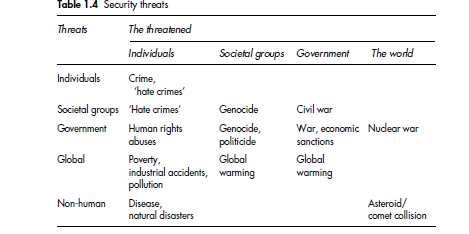 Table 1.4 Security threats
Threats The threatened
Individuals Societal groups Government The world
Individuals Crime,
'hate crimes'
Societal groups 'Hate crimes' Genocide Civil war
Government Human rights Genocide, War, economic Nuclear war
abuses politicide sanctions
Global Poverty, Global Global
industrial accidents, warming warming
pollution
Non-human Disease, Asteroid/
natural disasters comet collision